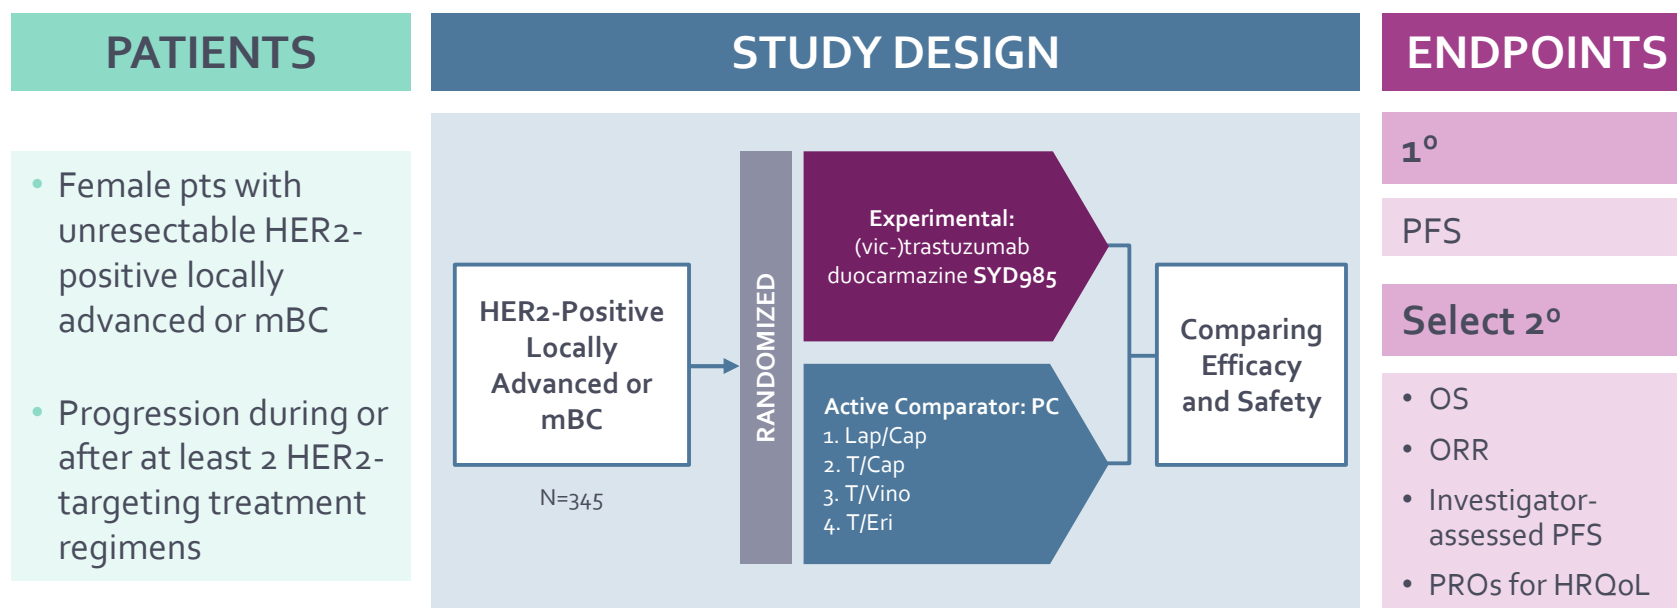 PATIENTS
• Female pts with
unresectable HER2-
positive locally
advanced or mBC
• Progression during or
after at least 2 HER2-
targeting treatment
regimens
STUDY DESIGN
HER2-Positive
Locally
Advanced or
mBC
N=345
RANDOMIZED
Experimental:
(vic-)trastuzumab
duocarmazine SYD985
Active Comparator: PC
1. Lap/Cap
2. T/Cap
3. T/Vino
4. T/Eri
Comparing
Efficacy
and Safety
ENDPOINTS
1º
PFS
Select 2º
• OS
• ORR
• Investigator-
assessed PFS
• PROs for HRQoL